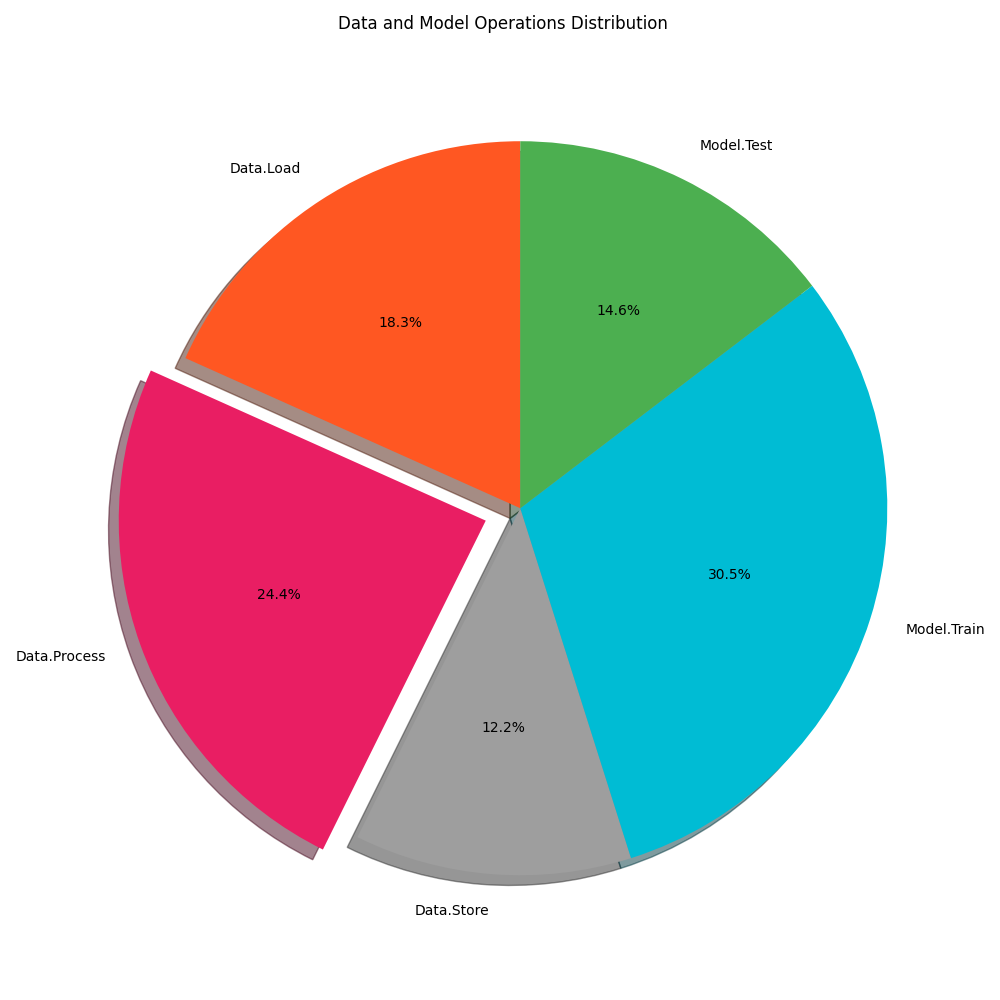 Data and Model Operations Distribution
Model.Test
Data.Load
14.6%
18.3%
30.5%
24.4%
Model.Train
Data.Process
12.2%
Data.Store